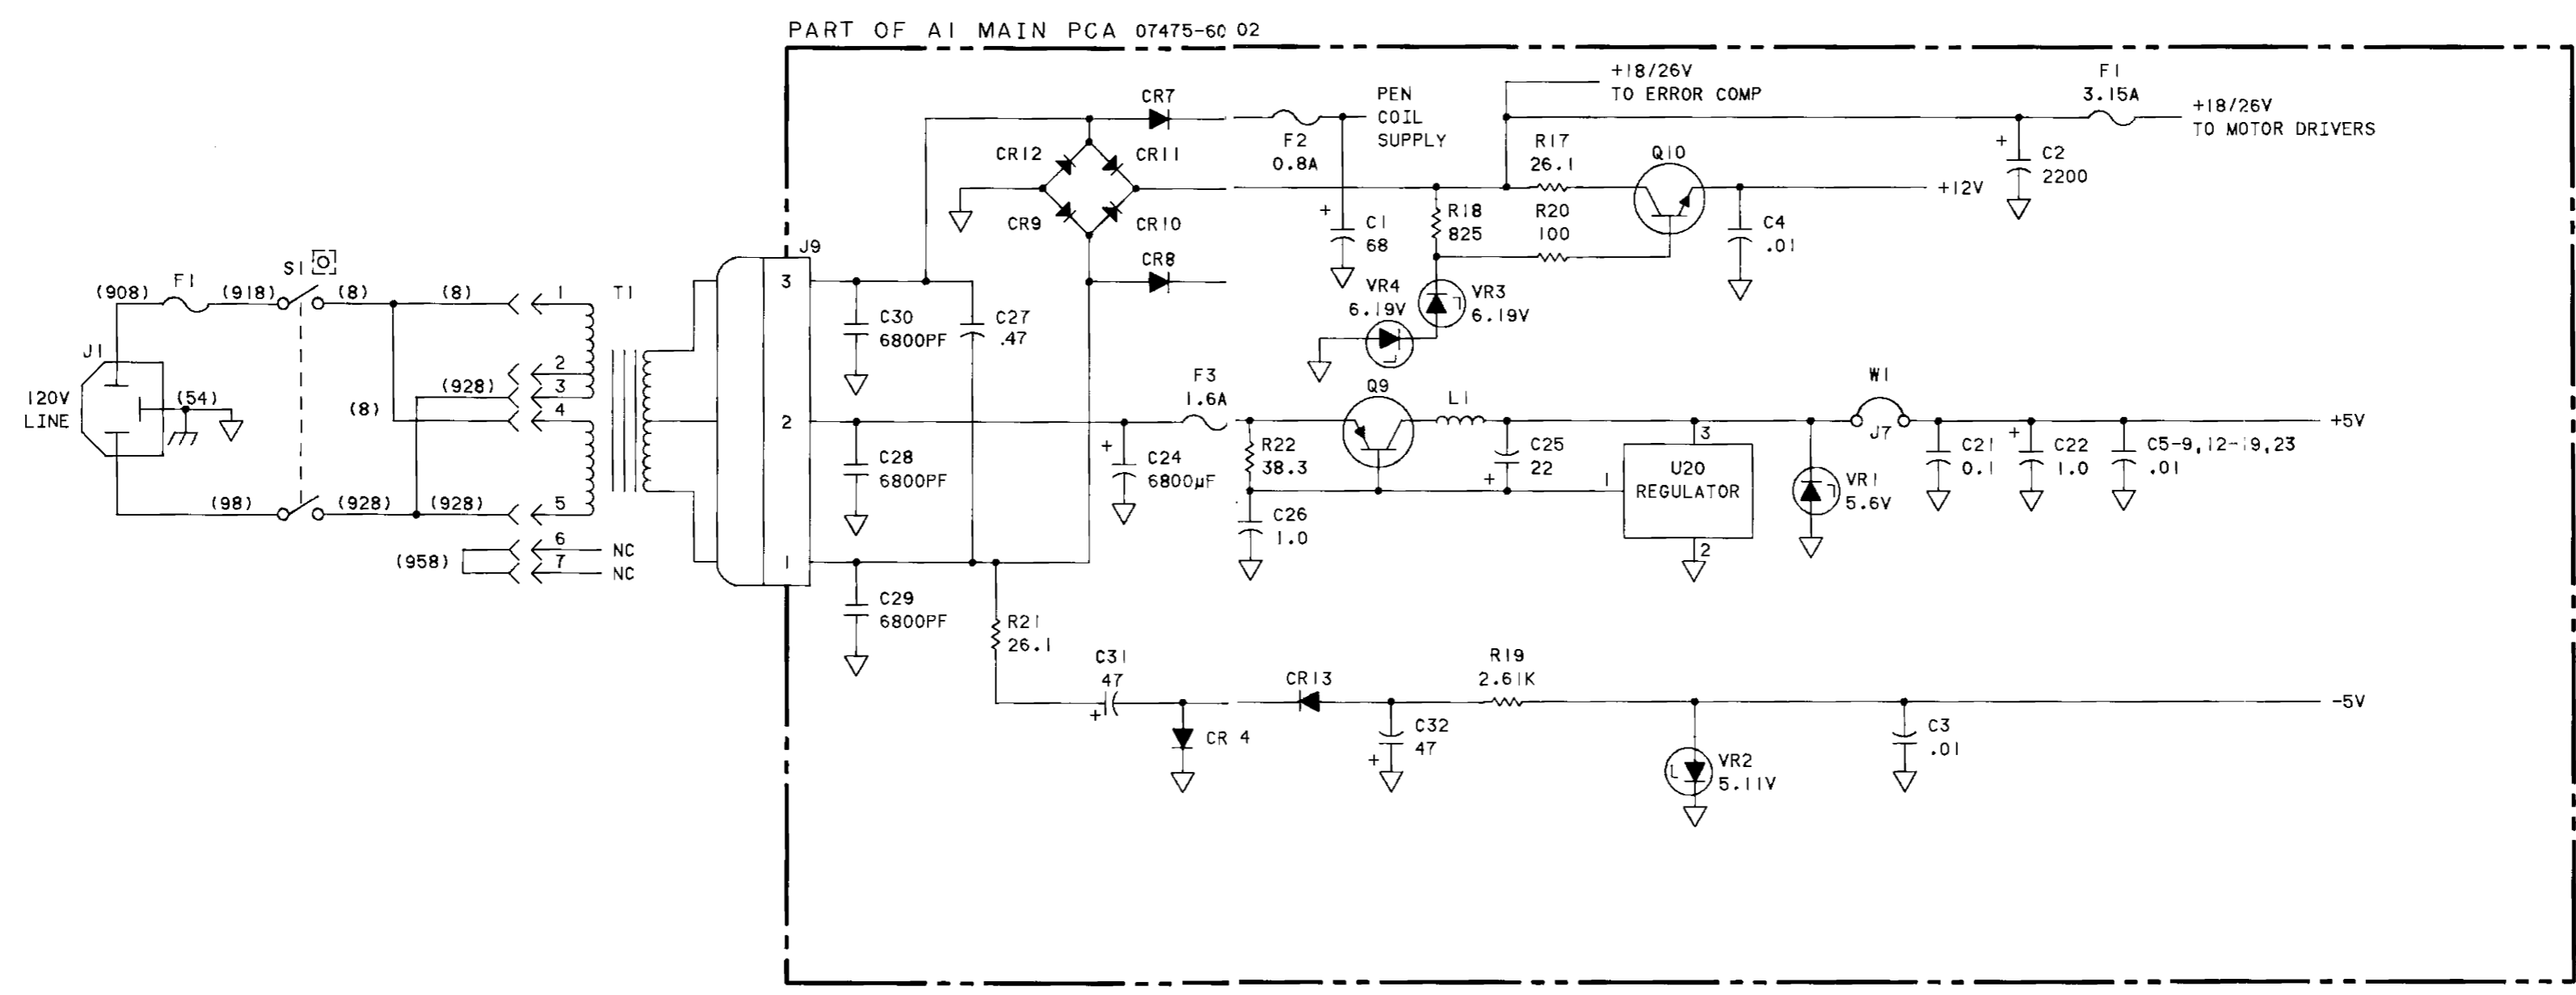 PART OF A1 MAIN PCA 07475-60 02
+18/26V
TO ERROR COMP
F1
3.15A
+18/26V
TO MOTOR DRIVERS
CR7
PEN
COIL
SUPPLY
F2
0.8A
CR12
CR11
CR9
CR10
R17
26.1
Q10
C2
2200
+
+12V
R18
825
R20
100
C4
.01
+
C1
68
J9
3
2
1
CR8
VR4
6.19V
VR3
6.19V
S1
F1
(908)
(918)
(8)
(8)
1
T1
2
3
(928)
4
(8)
J1
120V
LINE
(54)
(98)
(928)
(928)
5
6
NC
7
NC
(958)
C30
6800PF
C27
.47
C28
6800PF
C29
6800PF
+
C24
6800µF
F3
1.6A
Q9
L1
R22
38.3
C26
1.0
C25
22
+
1
3
U20
REGULATOR
2
W1
J7
VR1
5.6V
C21
0.1
+
C22
1.0
C5-9,12-19,23
.01
+5V
R21
26.1
C31
47
+
CR 4
CR13
R19
2.61K
C32
47
+
VR2
5.11V
C3
.01
-5V